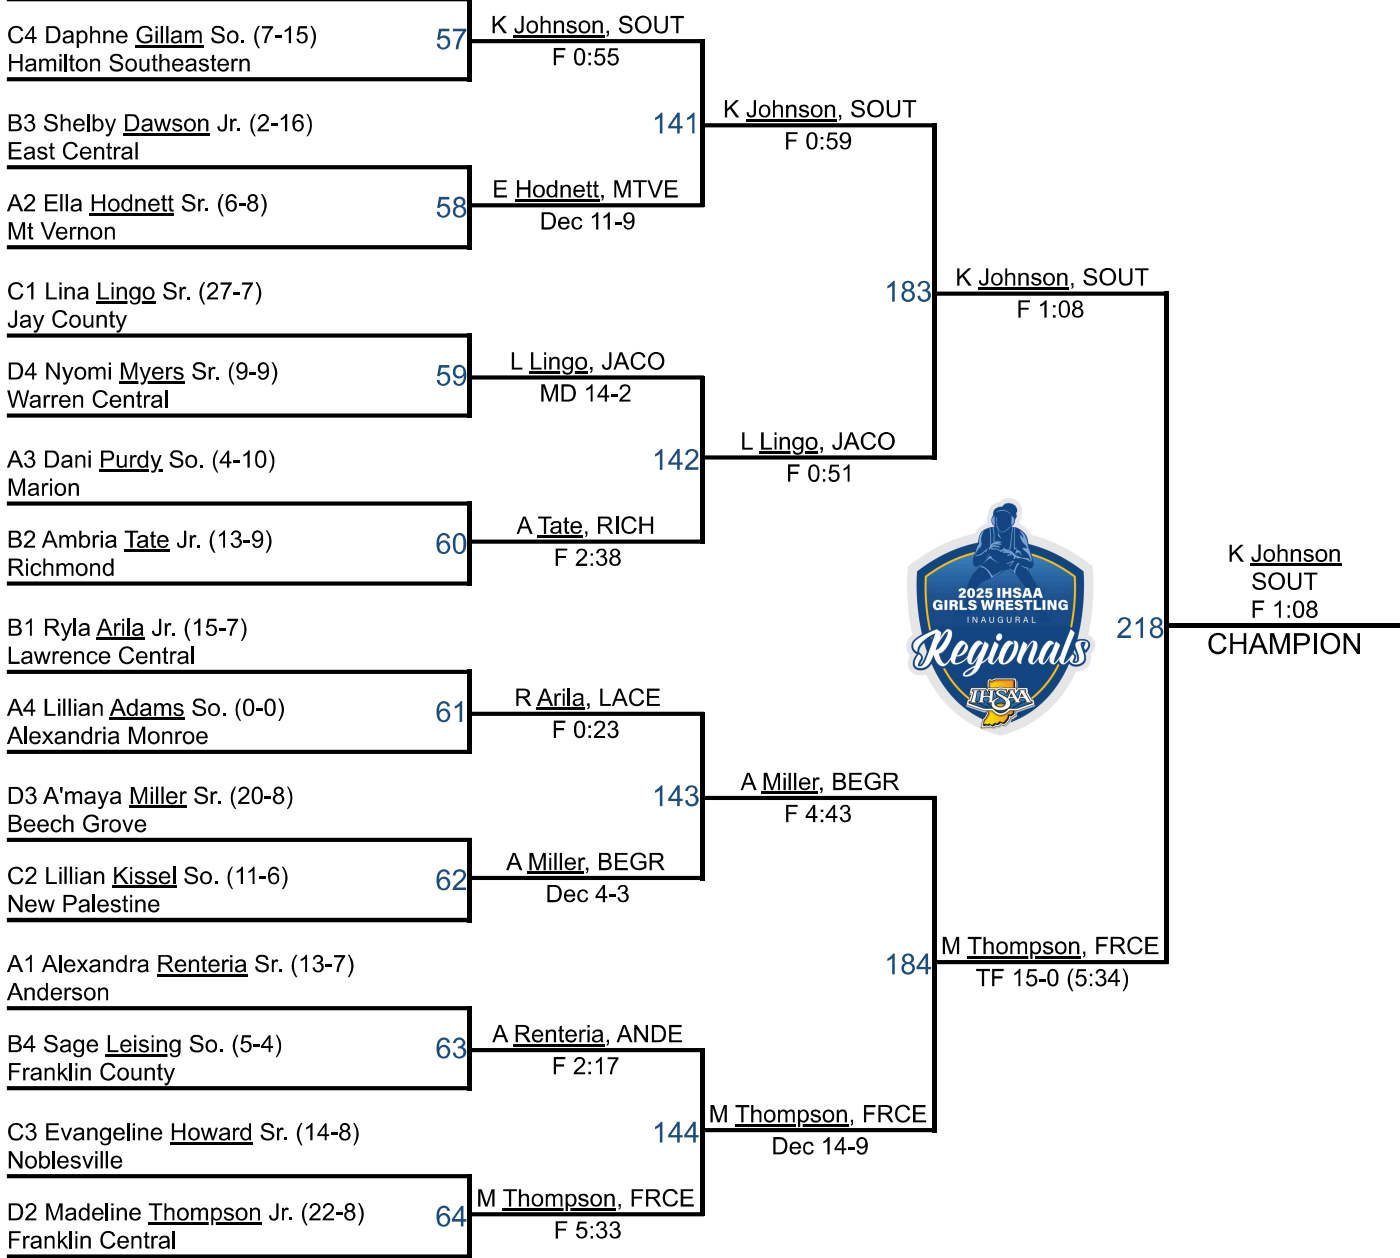 C4 Daphne Gillam So. (7-15)
Hamilton Southeastern
57
K Johnson, SOUT
F 0:55
B3 Shelby Dawson Jr. (2-16)
East Central
141
K Johnson, SOUT
F 0:59
A2 Ella Hodnett Sr. (6-8)
Mt Vernon
58
E Hodnett, MTVE
Dec 11-9
C1 Lina Lingo Sr. (27-7)
Jay County
183
K Johnson, SOUT
F 1:08
D4 Nyomi Myers Sr. (9-9)
Warren Central
59
L Lingo, JACO
MD 14-2
A3 Dani Purdy So. (4-10)
Marion
142
L Lingo, JACO
F 0:51
B2 Ambria Tate Jr. (13-9)
Richmond
60
A Tate, RICH
F 2:38
2025 IHSAA
GIRLS WRESTLING
INAUGURAL
Regionals
IHSAA
218
K Johnson
SOUT
F 1:08
CHAMPION
B1 Ryla Arila Jr. (15-7)
Lawrence Central
A4 Lillian Adams So. (0-0)
Alexandria Monroe
61
R Arila, LACE
F 0:23
D3 A'maya Miller Sr. (20-8)
Beech Grove
143
A Miller, BEGR
F 4:43
C2 Lillian Kissel So. (11-6)
New Palestine
62
A Miller, BEGR
Dec 4-3
A1 Alexandra Renteria Sr. (13-7)
Anderson
184
M Thompson, FRCE
TF 15-0 (5:34)
B4 Sage Leising So. (5-4)
Franklin County
63
A Renteria, ANDE
F 2:17
C3 Evangeline Howard Sr. (14-8)
Noblesville
144
M Thompson, FRCE
Dec 14-9
D2 Madeline Thompson Jr. (22-8)
Franklin Central
64
M Thompson, FRCE
F 5:33